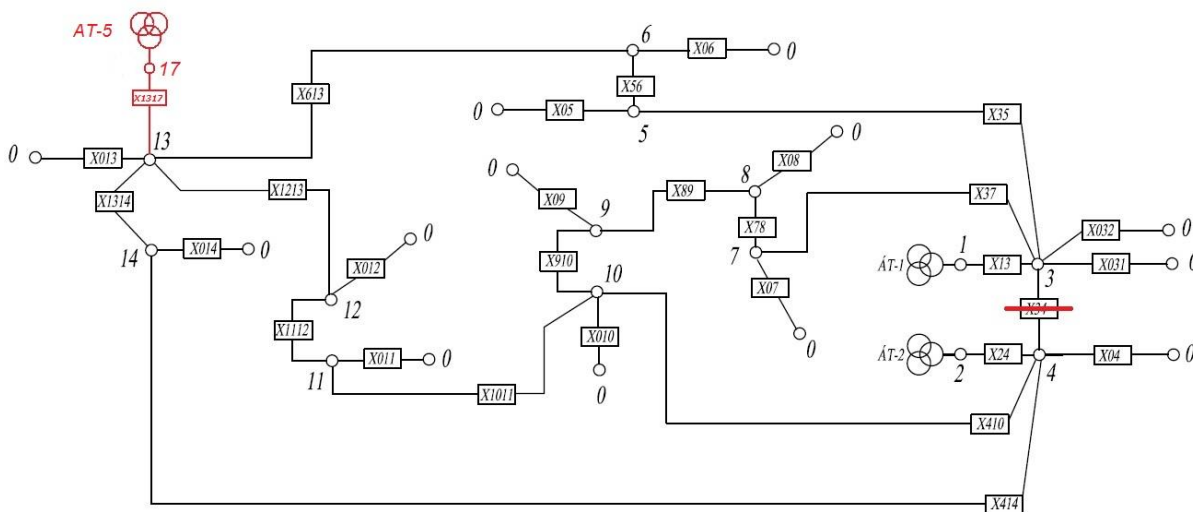 AT-5
17
X1317
6
X06
0
X56
X613
0
X05
5
X35
13
0
X013
X1314
X1213
0
8
X08
0
X09
9
X89
X37
X78
7
X07
0
14
X014
0
0
X012
12
X1112
X910
10
X010
0
11
X011
0
X1011
1
ÁT-1
X13
3
X032
0
X031
0
X34
ÁT-2
2
X24
4
X04
0
X410
X414